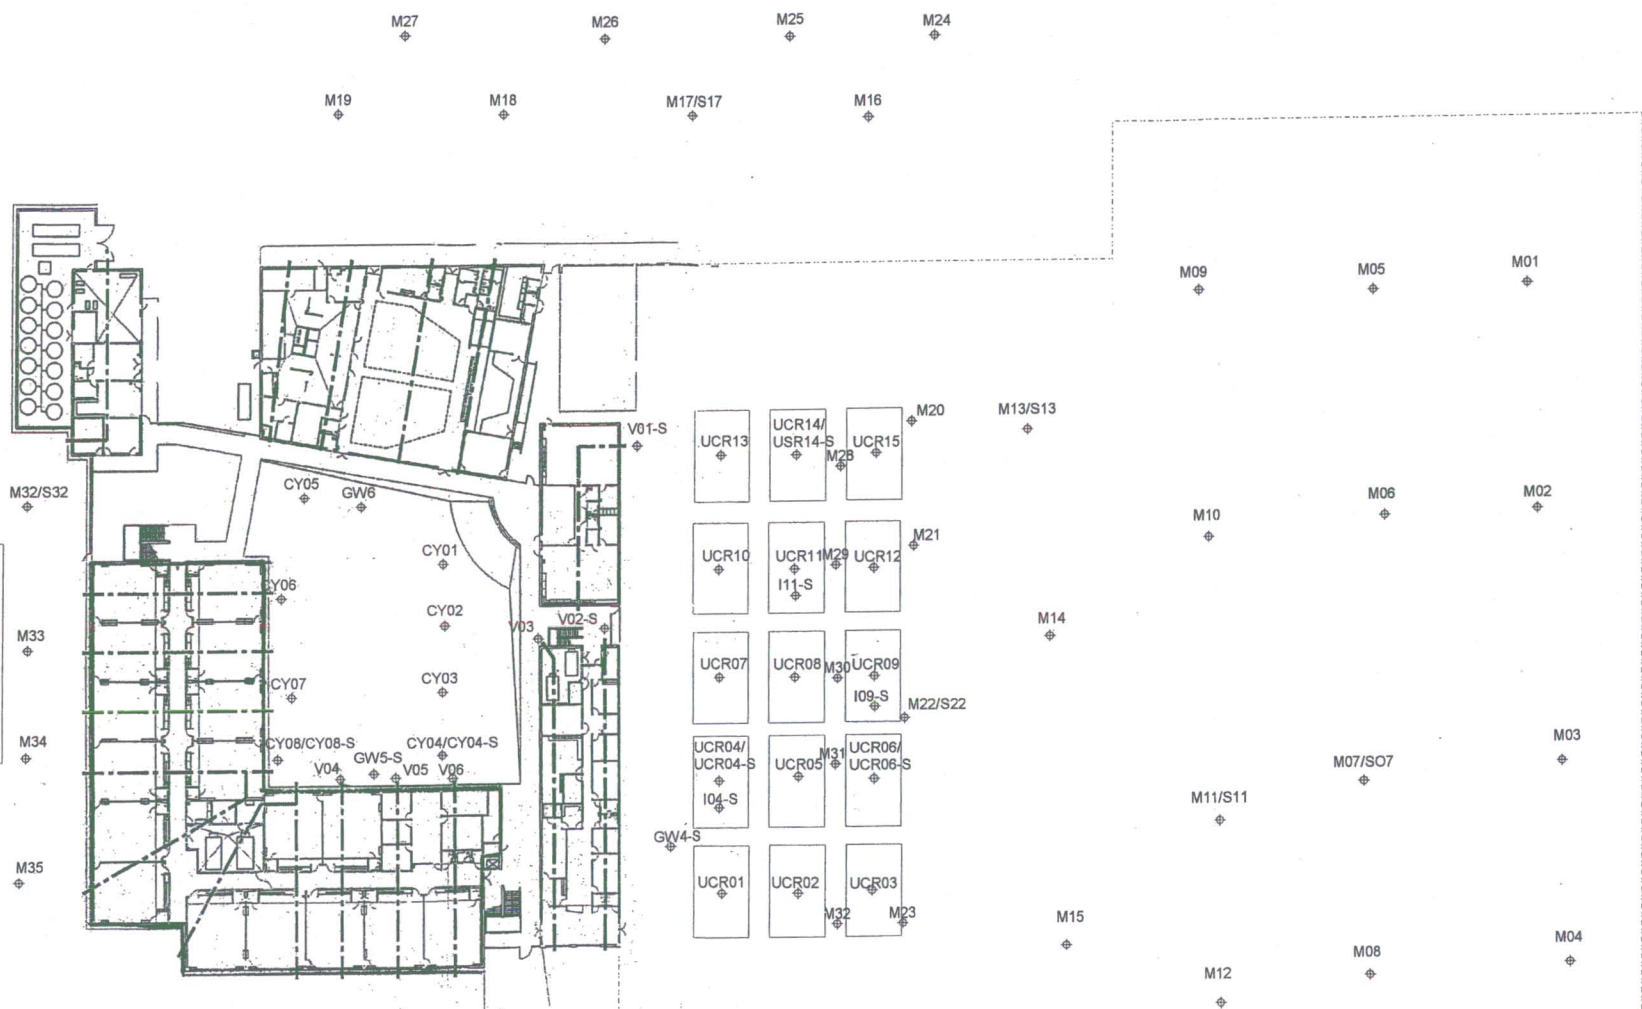 M27
M26
M25
M24
M19
M18
M17/S17
M16
M09
M05
M01
M20
M13/S13
V01-S
UCR13
UCR14/
USR14-S
UCR15
M28
CY05
GW6
M32/S32
M06
M02
M10
M21
CY01
UCR10
UCR11
M29
UCR12
I11-S
CY06
CY02
V03
V02-S
M14
M33
UCR07
UCR08
M30
UCR09
CY07
CY03
I09-S
M22/S22
M34
CY08/CY08-S
CY04/CY04-S
GW5-S
V04
V05
V06
UCR04/
UCR04-S
UCR05
M31
UCR06/
UCR06-S
M03
M07/SO7
I04-S
M11/S11
GW4-S
M35
UCR01
UCR02
UCR03
M32
M23
M15
M04
M08
M12